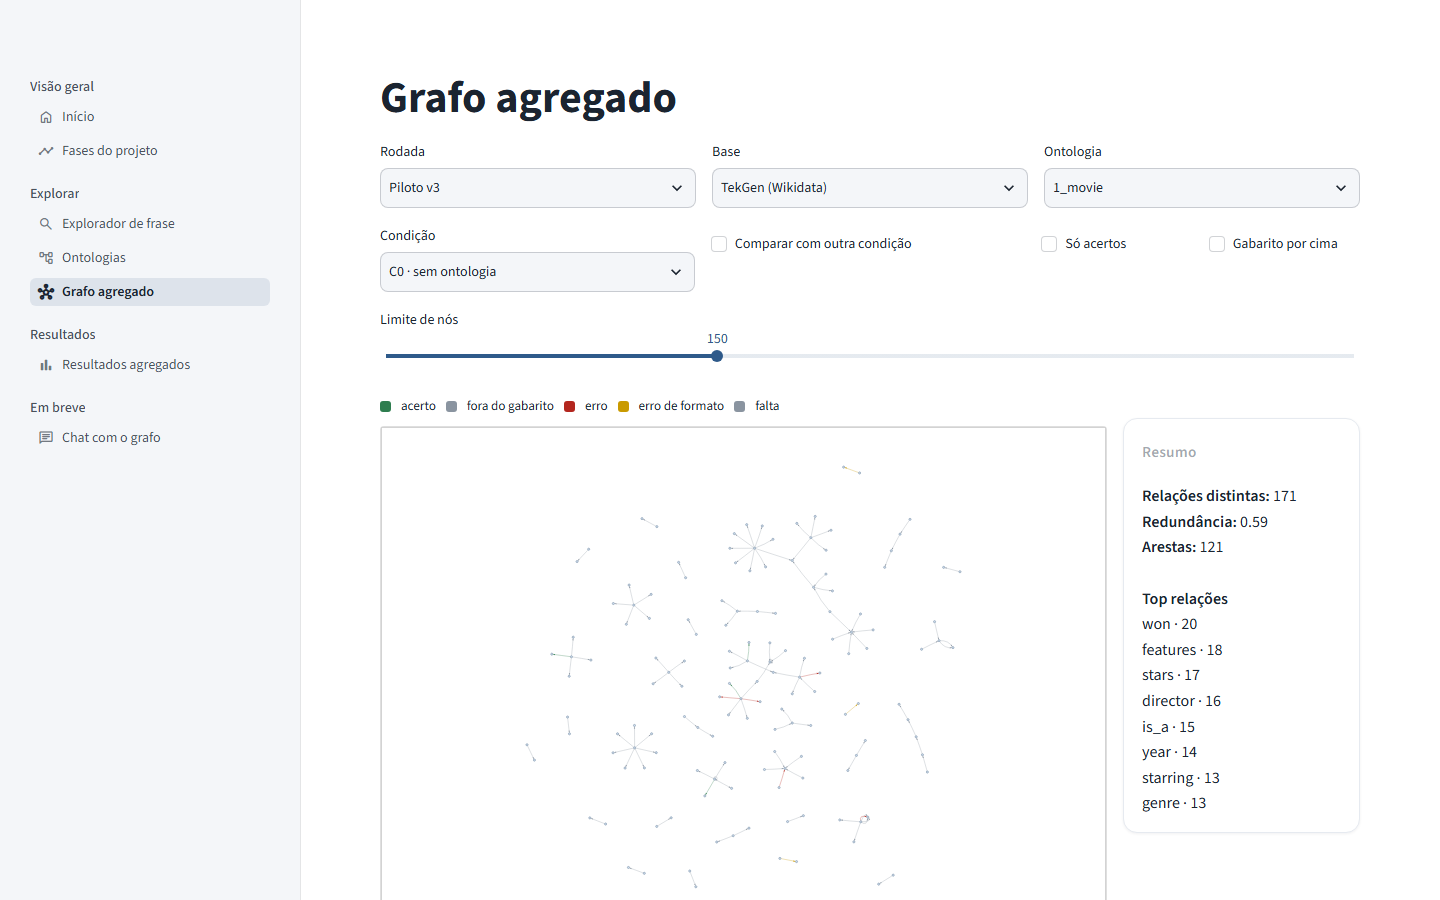 Visão geral
Início
Fases do projeto
Explorar
Explorador de frase
Ontologias
Grafo agregado
Resultados
Resultados agregados
Em breve
Chat com o grafo
Grafo agregado
Rodada
Base
Ontologia
Piloto v3
TekGen (Wikidata)
1_movie
Condição
Comparar com outra condição
Só acertos
Gabarito por cima
C0 · sem ontologia
Limite de nós
150
acerto
fora do gabarito
erro
erro de formato
falta
Resumo
Relações distintas: 171
Redundância: 0.59
Arestas: 121
Top relações
won · 20
features · 18
stars · 17
director · 16
is_a · 15
year · 14
starring · 13
genre · 13